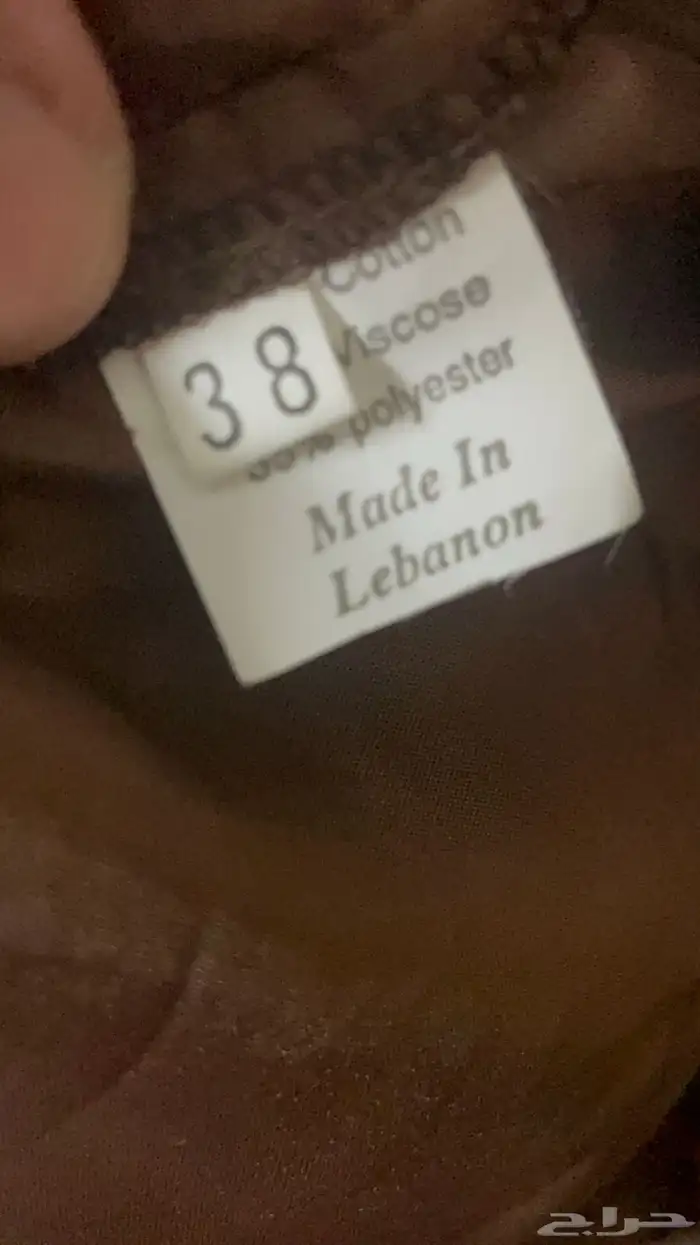 Cotton
Viscose
38
% polyester
Made In
Lebanon
حراج